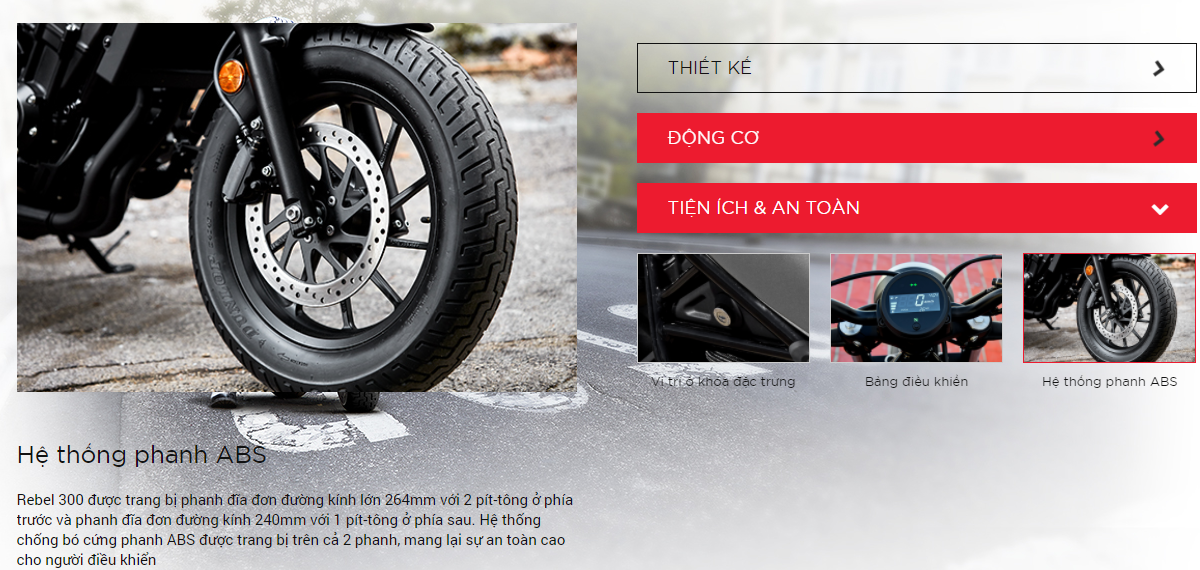 THIẾT KẾ
ĐỘNG CƠ
TIỆN ÍCH & AN TOÀN
Vị trí ổ khóa đặc trưng
Bảng điều khiển
Hệ thống phanh ABS
Hệ thống phanh ABS
Rebel 300 được trang bị phanh đĩa đơn đường kính lớn 264mm với 2 pít-tông ở phía
trước và phanh đĩa đơn đường kính 240mm với 1 pít-tông ở phía sau. Hệ thống
chống bó cứng phanh ABS được trang bị trên cả 2 phanh, mang lại sự an toàn cao
cho người điều khiển